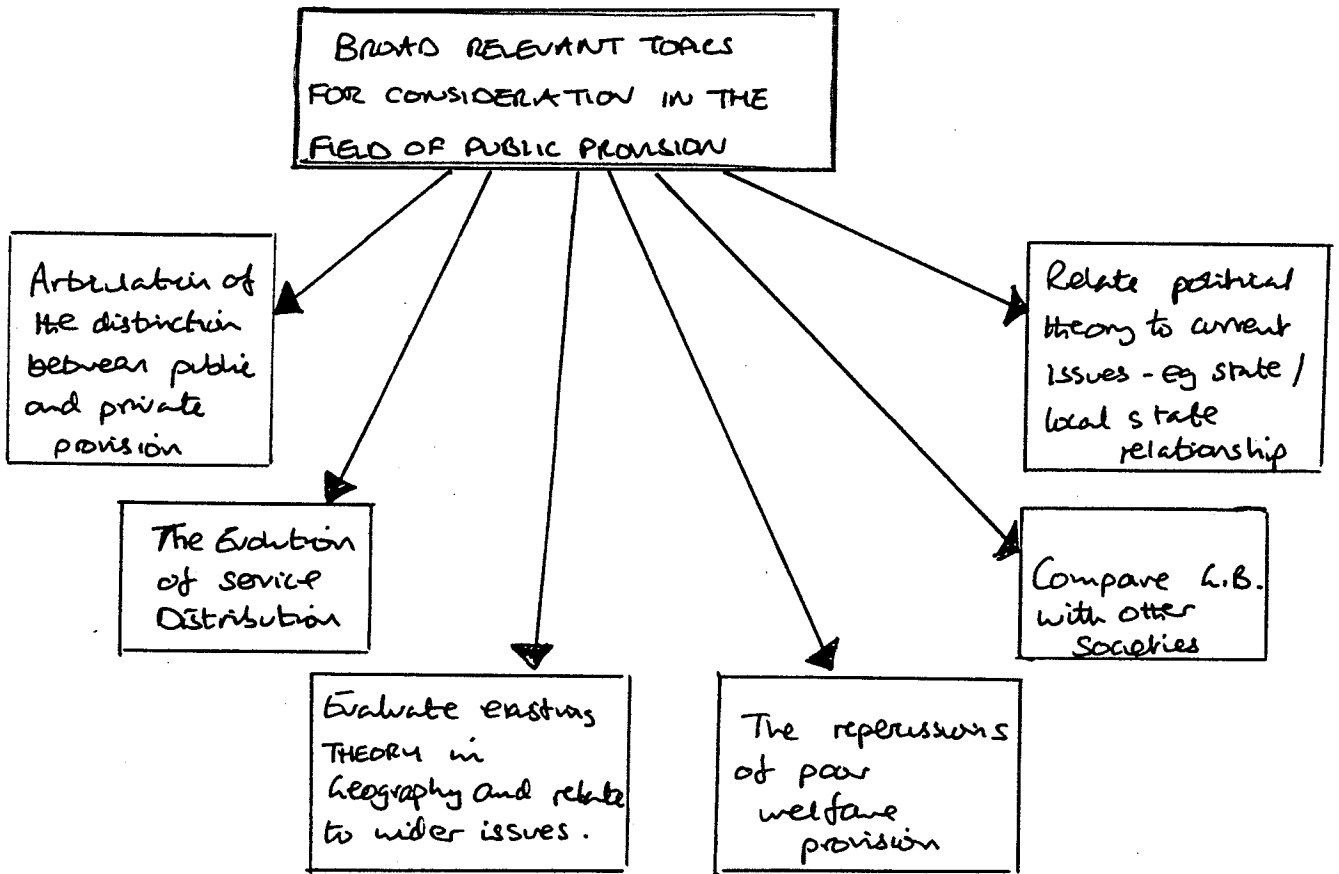 BROAD RELEVANT TOPICS
FOR CONSIDERATION IN THE
FIELD OF PUBLIC PROVISION
Articulation of
the distinction
between public
and private
provision
The Evolution
of service
Distribution
Evaluate existing
THEORY in
Geography and relate
to wider issues.
The repercussions
of poor
welfare
provision
Compare G.B.
with other
Societies
Relate political
theory to current
issues - eg state /
local state
relationship